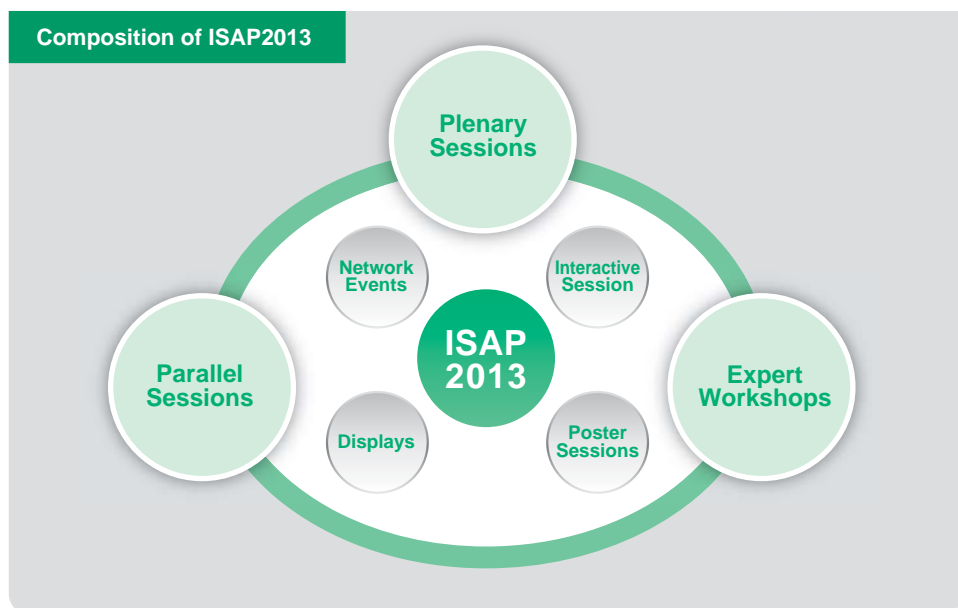 Composition of ISAP2013
Plenary
Sessions
Network
Events
Interactive
Session
ISAP
2013
Parallel
Sessions
Expert
Workshops
Displays
Poster
Sessions